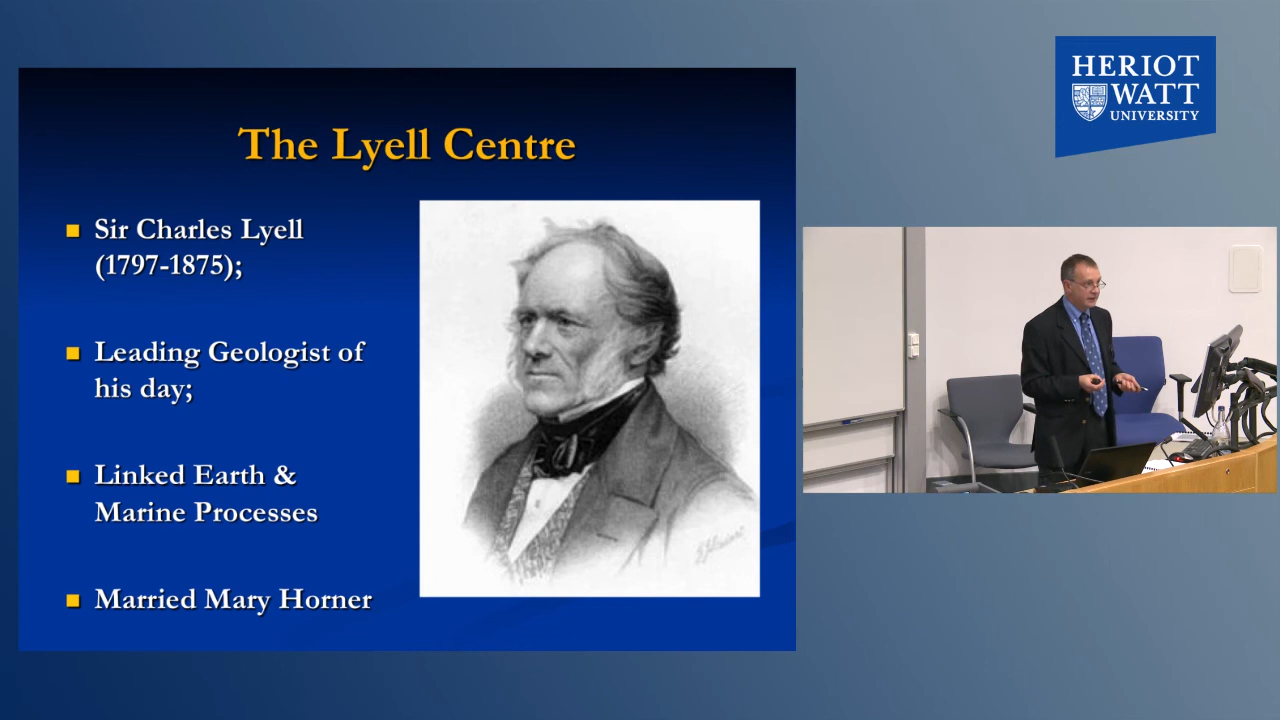 The Lyell Centre
Sir Charles Lyell
(1797-1875);
Leading Geologist of
his day;
Linked Earth &
Marine Processes
Married Mary Horner
HERIOT
WATT
UNIVERSITY